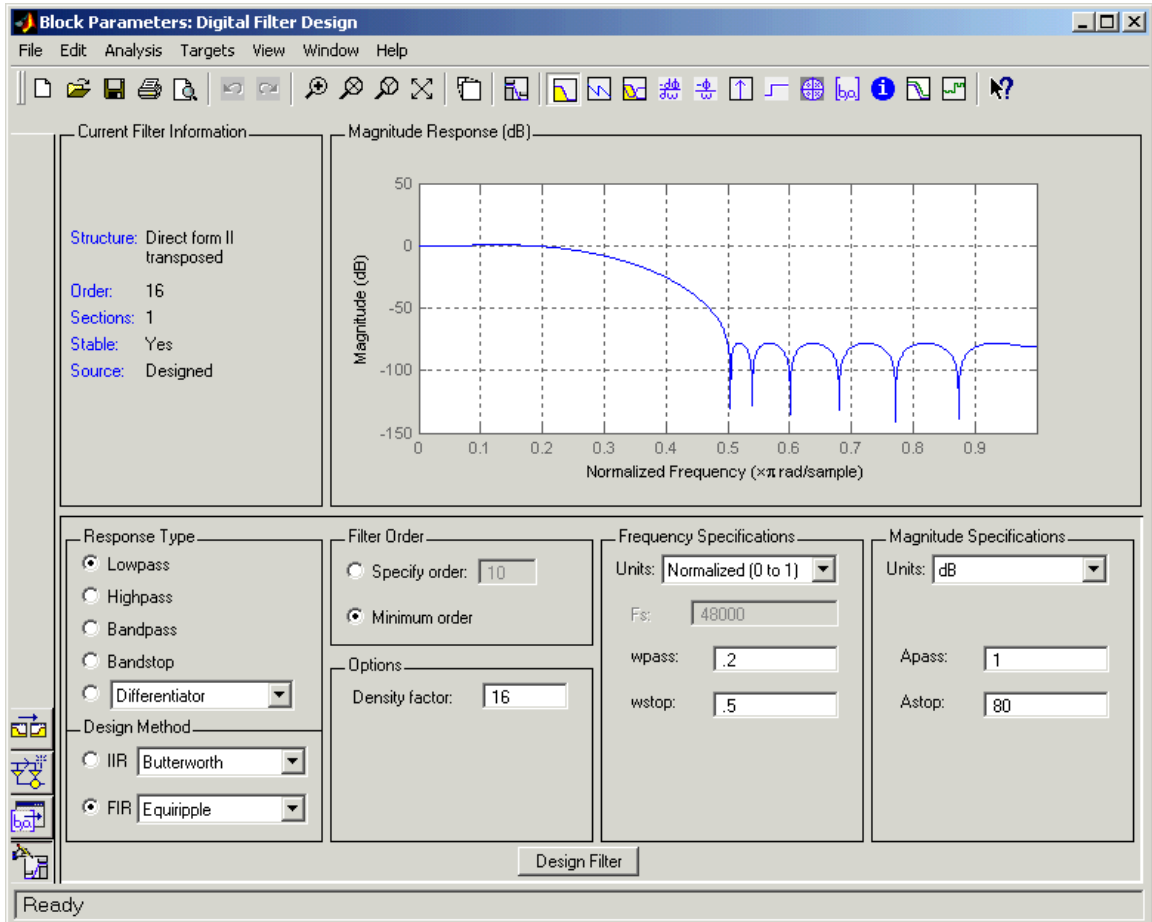 Block Parameters: Digital Filter Design
File Edit Analysis Targets View Window Help
Current Filter Information
Structure: Direct form II
transposed
Order: 16
Sections: 1
Stable: Yes
Source: Designed
Magnitude Response (dB)
50
0
-50
-100
-150
Magnitude (dB)
0 0.1 0.2 0.3 0.4 0.5 0.6 0.7 0.8 0.9
Normalized Frequency (×π rad/sample)
Response Type
Lowpass
Highpass
Bandpass
Bandstop
Differentiator
Design Method
IIR Butterworth
FIR Equiripple
Filter Order
Specify order: 10
Minimum order
Options
Density factor: 16
Frequency Specifications
Units: Normalized (0 to 1)
Fs: 48000
wpass: .2
wstop: .5
Magnitude Specifications
Units: dB
Apass: 1
Astop: 80
Design Filter
Ready